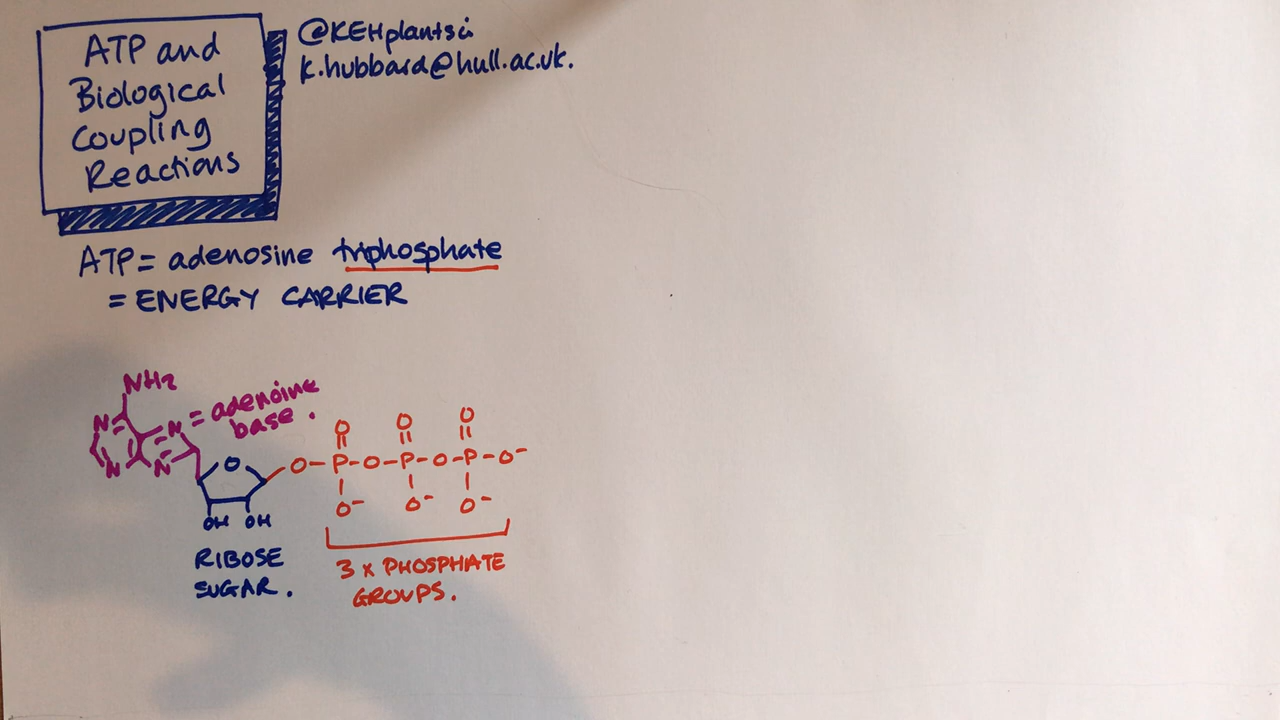 ATP and
Biological
Coupling
Reactions
@KEHplantsci
k.hubbard@hull.ac.uk.
ATP = adenosine triphosphate
= ENERGY CARRIER
NH2
N
N
N
N
= adenoine
base.
O
OH OH
O
O
O
O-P-O-P-O-P-O-
O-
O-
O-
RIBOSE
SUGAR.
3 x PHOSPHATE
GROUPS.